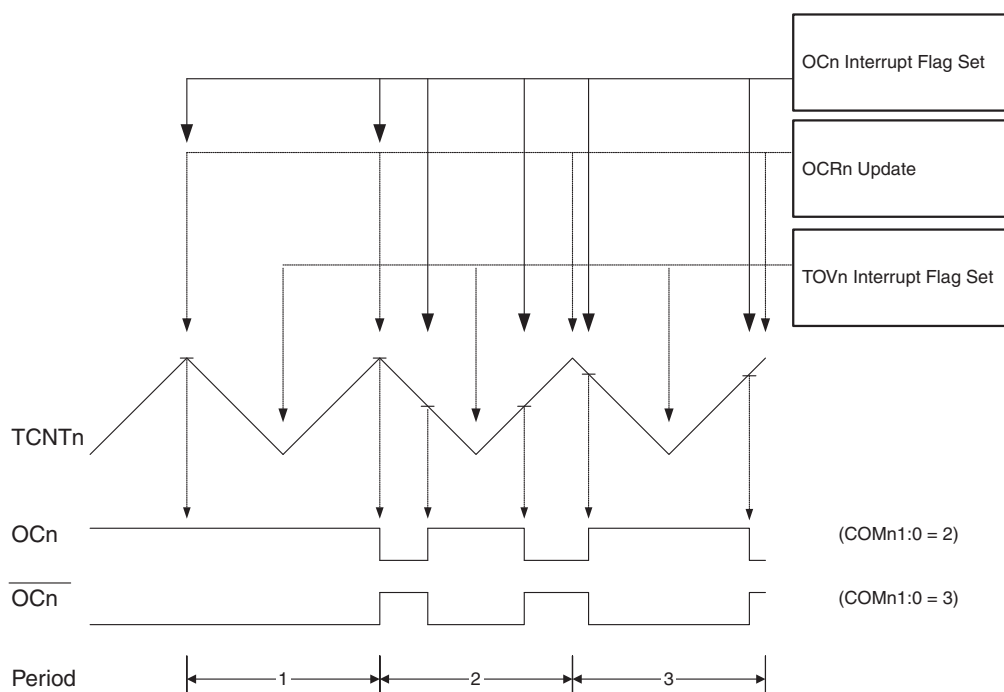 OCn Interrupt Flag Set
OCRn Update
TOVn Interrupt Flag Set
TCNTn
OCn
(COMn1:0 = 2)
OCn
(COMn1:0 = 3)
Period
1
2
3